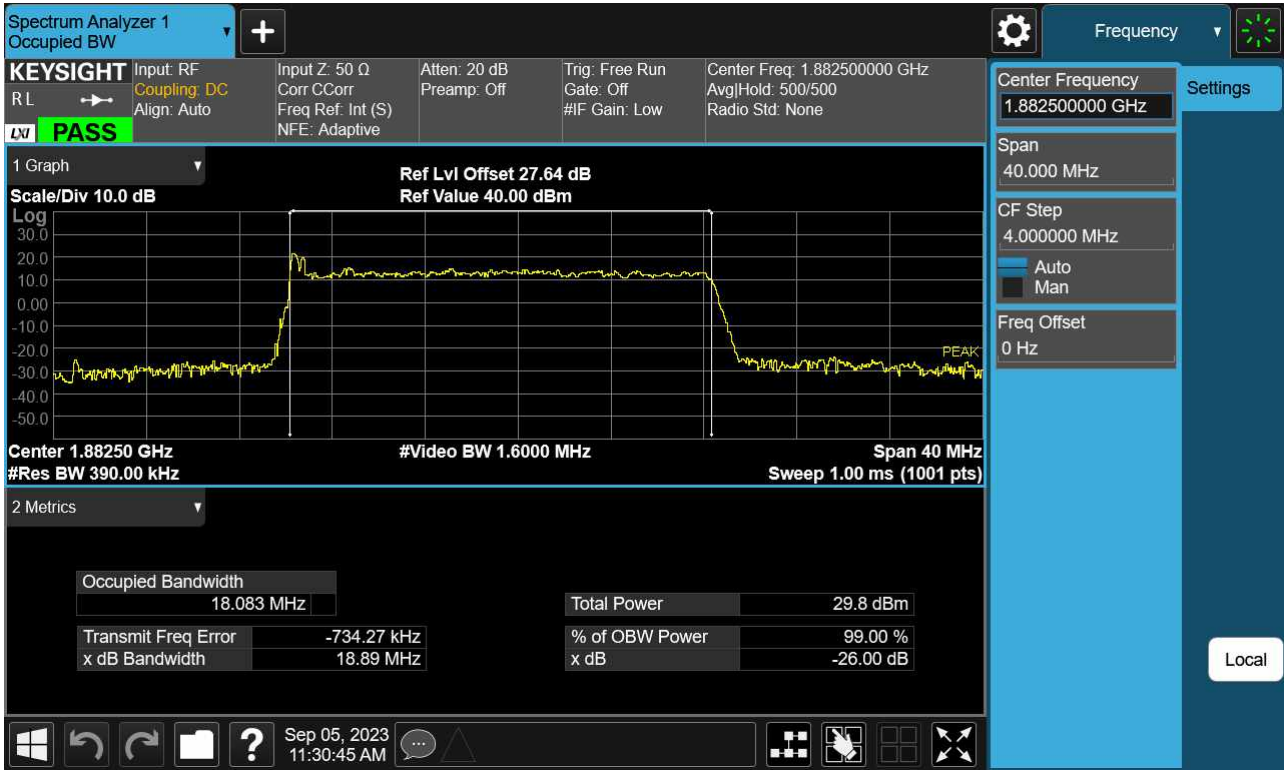 Spectrum Analyzer 1
Occupied BW
+
Frequency
KEYSIGHT
R L
LXI
PASS
Input: RF
Coupling: DC
Align: Auto
Input Z: 50 Ω
Corr CCorr
Freq Ref: Int (S)
NFE: Adaptive
Atten: 20 dB
Preamp: Off
Trig: Free Run
Gate: Off
#IF Gain: Low
Center Freq: 1.882500000 GHz
Avg|Hold: 500/500
Radio Std: None
Center Frequency
1.882500000 GHz
Settings
Span
40.000 MHz
CF Step
4.000000 MHz
Auto
Man
Freq Offset
0 Hz
Local
1 Graph
Scale/Div 10.0 dB
Ref Lvl Offset 27.64 dB
Ref Value 40.00 dBm
Log
30.0
20.0
10.0
0.00
-10.0
-20.0
-30.0
-40.0
-50.0
PEAK
Center 1.88250 GHz
#Video BW 1.6000 MHz
Span 40 MHz
#Res BW 390.00 kHz
Sweep 1.00 ms (1001 pts)
2 Metrics
Occupied Bandwidth
18.083 MHz
Total Power 29.8 dBm
Transmit Freq Error -734.27 kHz
% of OBW Power 99.00 %
x dB Bandwidth 18.89 MHz
x dB -26.00 dB
?
Sep 05, 2023
11:30:45 AM